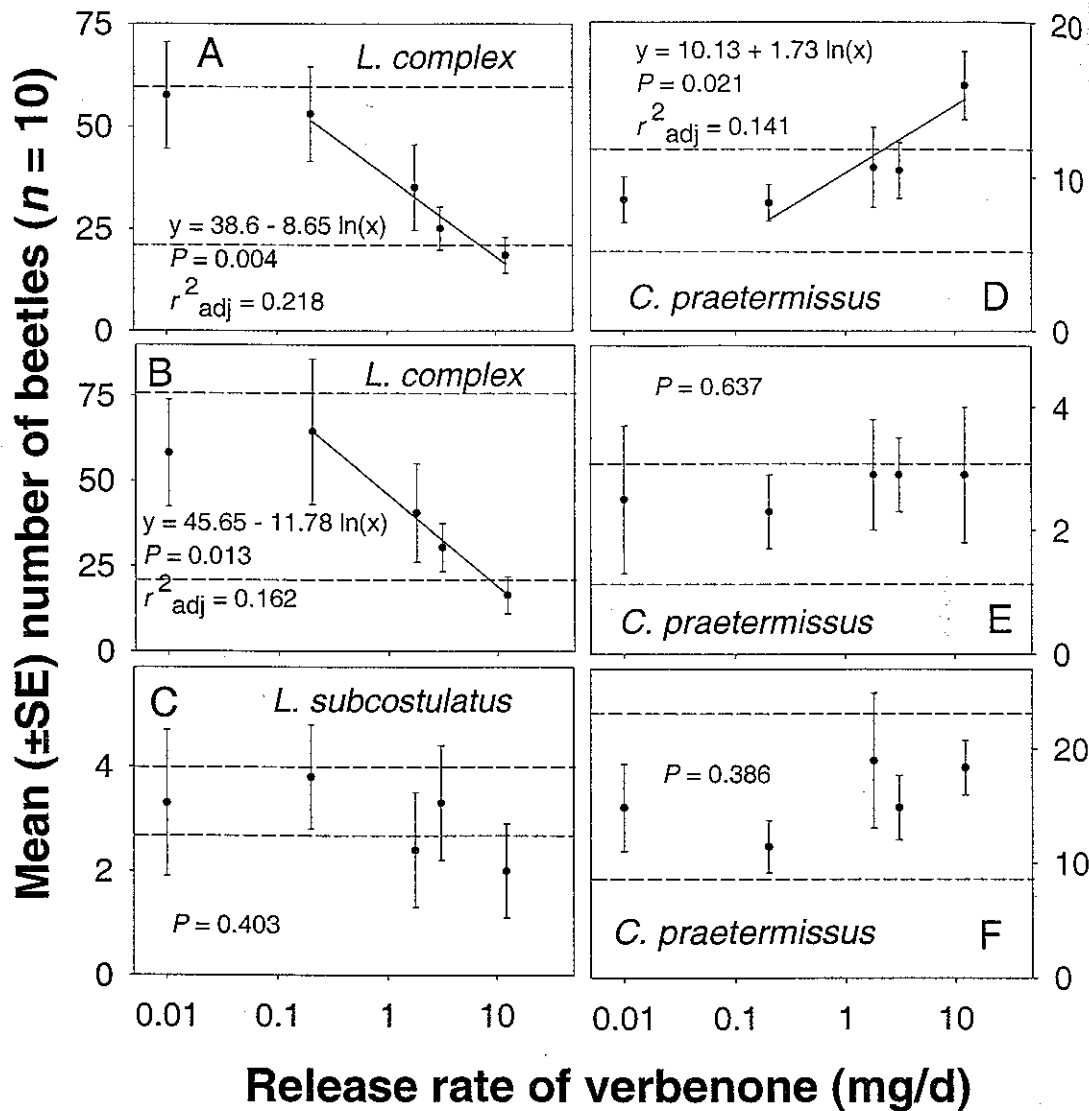 Mean (±SE) number of beetles (n = 10)
A
L. complex
75
50
25
0
y = 38.6 - 8.65 ln(x)
P = 0.004
r²adj = 0.218
B
L. complex
75
50
25
0
y = 45.65 - 11.78 ln(x)
P = 0.013
r²adj = 0.162
C
L. subcostulatus
4
2
0
P = 0.403
0.01 0.1 1 10
y = 10.13 + 1.73 ln(x)
P = 0.021
r²adj = 0.141
20
10
0
C. praetermissus
D
P = 0.637
4
2
0
C. praetermissus
E
P = 0.386
20
10
0
C. praetermissus
F
0.01 0.1 1 10
Release rate of verbenone (mg/d)